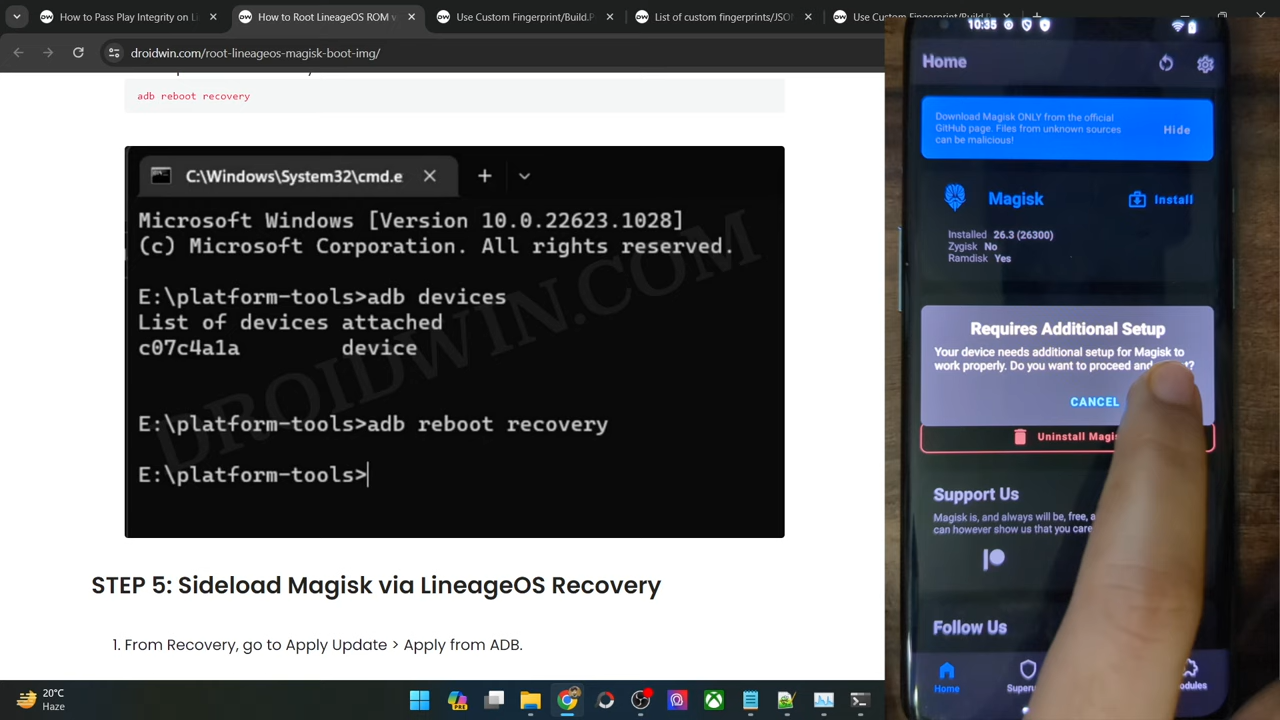 How to Pass Play Integrity on Li
How to Root LineageOS ROM v
Use Custom Fingerprint/Build.P
List of custom fingerprints/JSON
Use Custom Fingerprint/Build.P
droidwin.com/root-lineageos-magisk-boot-img/
adb reboot recovery
C:\Windows\System32\cmd.e
Microsoft Windows [Version 10.0.22623.1028]
(c) Microsoft Corporation. All rights reserved.
E:\platform-tools>adb devices
List of devices attached
c07c4a1a device
E:\platform-tools>adb reboot recovery
E:\platform-tools>
DROIDWIN.COM
STEP 5: Sideload Magisk via LineageOS Recovery
1. From Recovery, go to Apply Update > Apply from ADB.
20°C
Haze
PRE
10:35
Home
Download Magisk ONLY from the official
GitHub page. Files from unknown sources
can be malicious!
Hide
Magisk
Install
Installed 26.3 (26300)
Zygisk No
Ramdisk Yes
Requires Additional Setup
Your device needs additional setup for Magisk to
work properly. Do you want to proceed and
CANCEL
Uninstall Magis
Support Us
Magisk is, and always will be, free, a
can however show us that you care
Follow Us
Home
Superu
odules